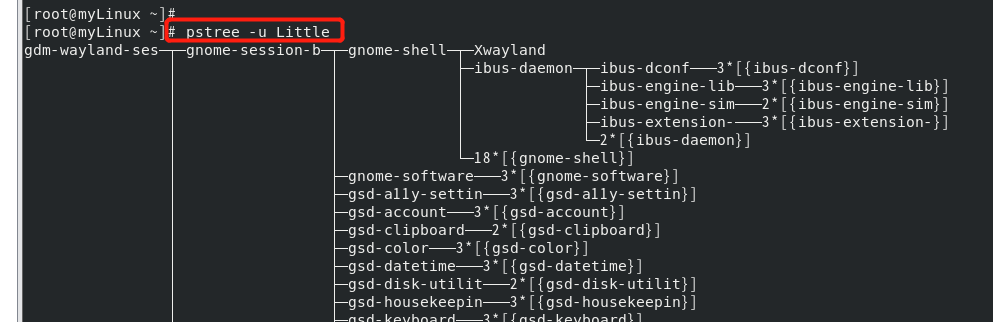 [root@myLinux ~]#
[root@myLinux ~]# pstree -u Little
gdm-wayland-ses─┬─gnome-session-b─┬─gnome-shell─┬─Xwayland
├─ibus-daemon─┬─ibus-dconf───3*[{ibus-dconf}]
├─ibus-engine-lib───3*[{ibus-engine-lib}]
├─ibus-engine-sim───2*[{ibus-engine-sim}]
├─ibus-extension-───3*[{ibus-extension-}]
└─2*[{ibus-daemon}]
└─18*[{gnome-shell}]
├─gnome-software───3*[{gnome-software}]
├─gsd-a11y-settin───3*[{gsd-a11y-settin}]
├─gsd-account───3*[{gsd-account}]
├─gsd-clipboard───2*[{gsd-clipboard}]
├─gsd-color───3*[{gsd-color}]
├─gsd-datetime───3*[{gsd-datetime}]
├─gsd-disk-utilit───2*[{gsd-disk-utilit}]
├─gsd-housekeepin───3*[{gsd-housekeepin}]
├─gsd-keyboard───3*[{gsd-keyboard}]